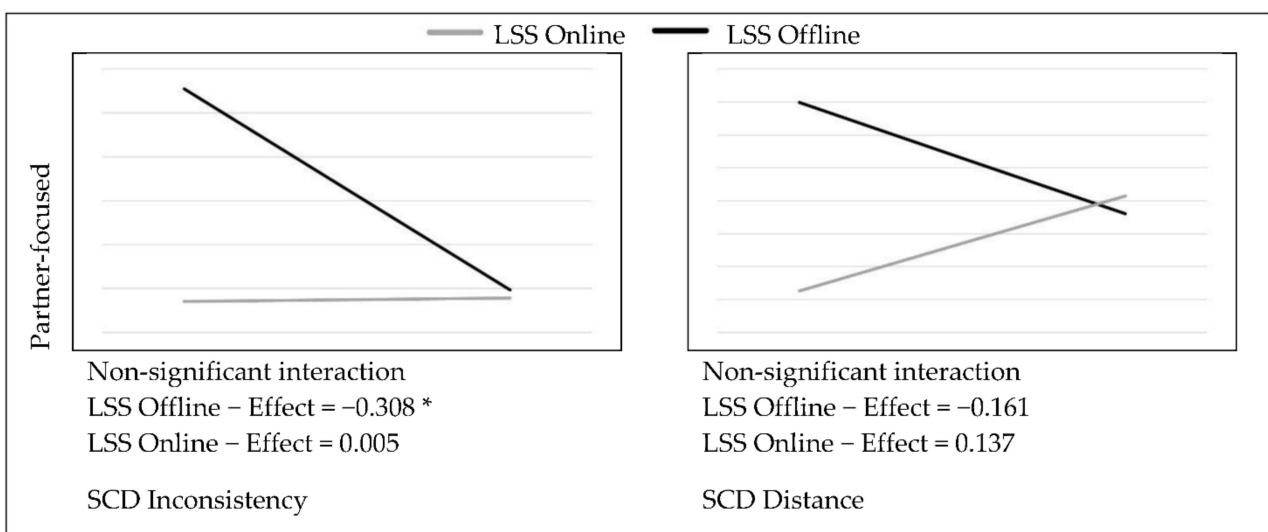 LSS Online LSS Offline
Partner-focused
Non-significant interaction
LSS Offline − Effect = −0.308 *
LSS Online − Effect = 0.005
SCD Inconsistency
Non-significant interaction
LSS Offline − Effect = −0.161
LSS Online − Effect = 0.137
SCD Distance